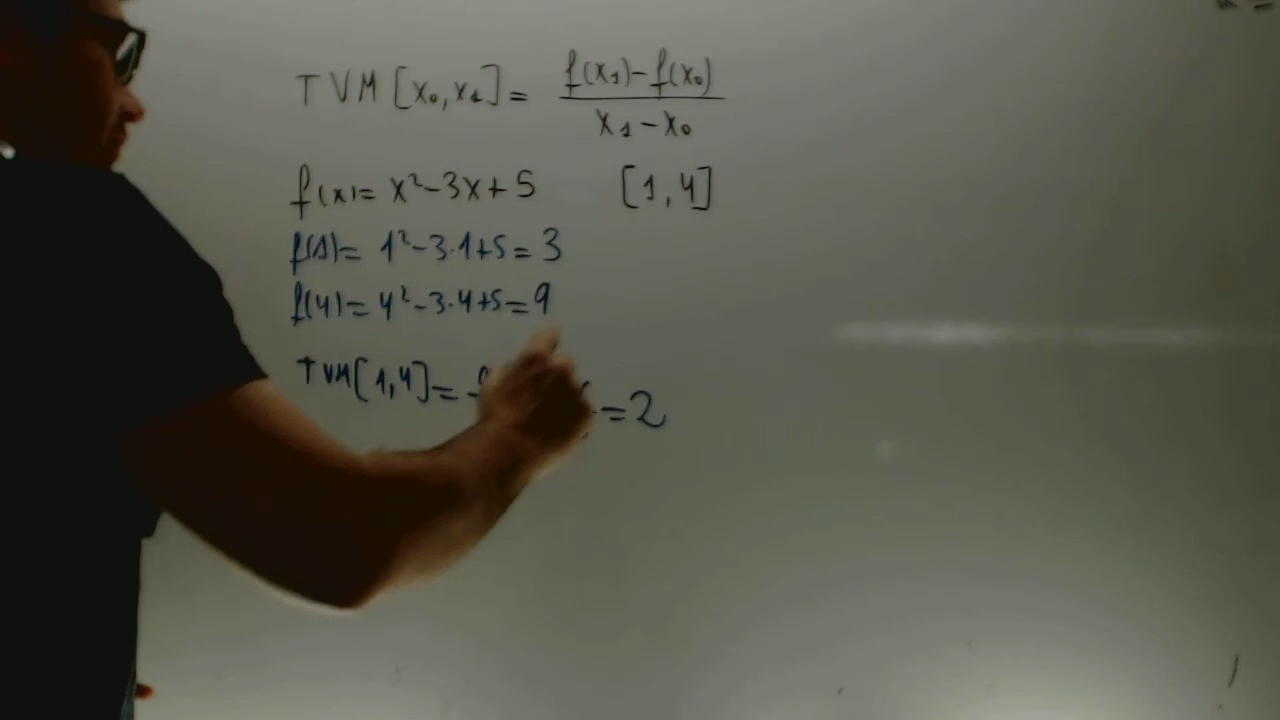 TVM [x₀, x₁] = f(x₁) - f(x₀) / x₁ - x₀
f(x) = x² - 3x + 5 [1, 4]
f(1) = 1² - 3·1 + 5 = 3
f(4) = 4² - 3·4 + 5 = 9
TVM [1, 4] = = 2